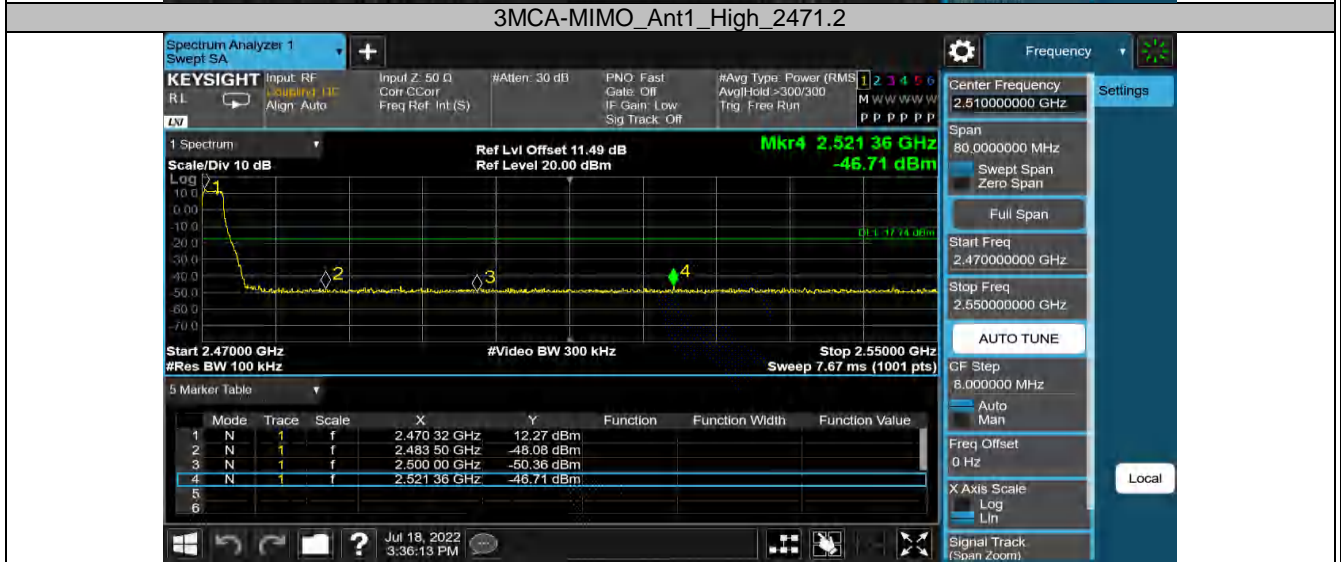 3MCA-MIMO_Ant1_High_2471.2
Spectrum Analyzer 1
Swept SA
Frequency
KEYSIGHT
RL
LXI
Input: RF
Coupling: DC
Align: Auto
Input Z: 50 Ω
Corr CCorr
Freq Ref: Int (S)
#Atten: 30 dB
PNO: Fast
Gate: Off
IF Gain: Low
Sig Track: Off
#Avg Type: Power (RMS
Avg|Hold:>300/300
Trig: Free Run
1 2 3 4 5 6
M W W W W W
P P P P P P
1 Spectrum
Scale/Div 10 dB
Ref Lvl Offset 11.49 dB
Ref Level 20.00 dBm
Mkr4 2.521 36 GHz
-46.71 dBm
Log
10.0
0.00
-10.0
-20.0
-30.0
-40.0
-50.0
-60.0
-70.0
1
2
3
4
DL1 -17.74 dBm
Start 2.47000 GHz
#Res BW 100 kHz
#Video BW 300 kHz
Stop 2.55000 GHz
Sweep 7.67 ms (1001 pts)
5 Marker Table
Mode Trace Scale X Y Function Function Width Function Value
1 N 1 f 2.470 32 GHz 12.27 dBm
2 N 1 f 2.483 50 GHz -48.08 dBm
3 N 1 f 2.500 00 GHz -50.36 dBm
4 N 1 f 2.521 36 GHz -46.71 dBm
5
6
?
Jul 18, 2022
3:36:13 PM
Center Frequency
2.510000000 GHz
Settings
Span
80.0000000 MHz
Swept Span
Zero Span
Full Span
Start Freq
2.470000000 GHz
Stop Freq
2.550000000 GHz
AUTO TUNE
CF Step
8.000000 MHz
Auto
Man
Freq Offset
0 Hz
X Axis Scale
Log
Lin
Local
Signal Track
(Span Zoom)